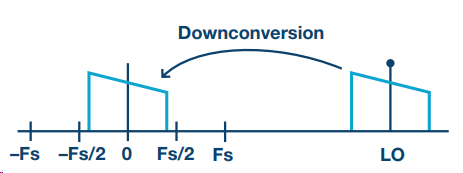 Downconversion
–Fs –Fs/2 0 Fs/2 Fs LO